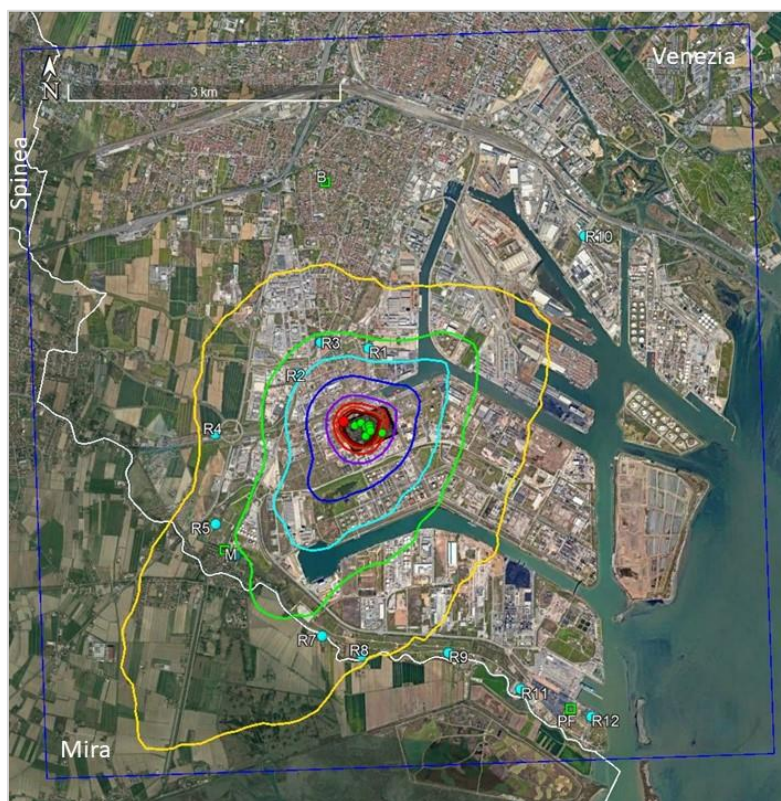 Venezia
N
3 km
Spinea
B
R10
R3
R1
R2
R4
R5
M
R7
R8
R9
R11
PF
R12
Mira